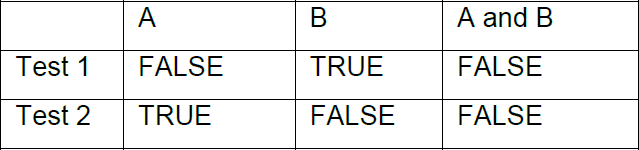 A B A and B
Test 1 FALSE TRUE FALSE
Test 2 TRUE FALSE FALSE